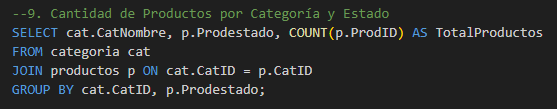 --9. Cantidad de Productos por Categoría y Estado
SELECT cat.CatNombre, p.Prodestado, COUNT(p.ProdID) AS TotalProductos
FROM categoria cat
JOIN productos p ON cat.CatID = p.CatID
GROUP BY cat.CatID, p.Prodestado;